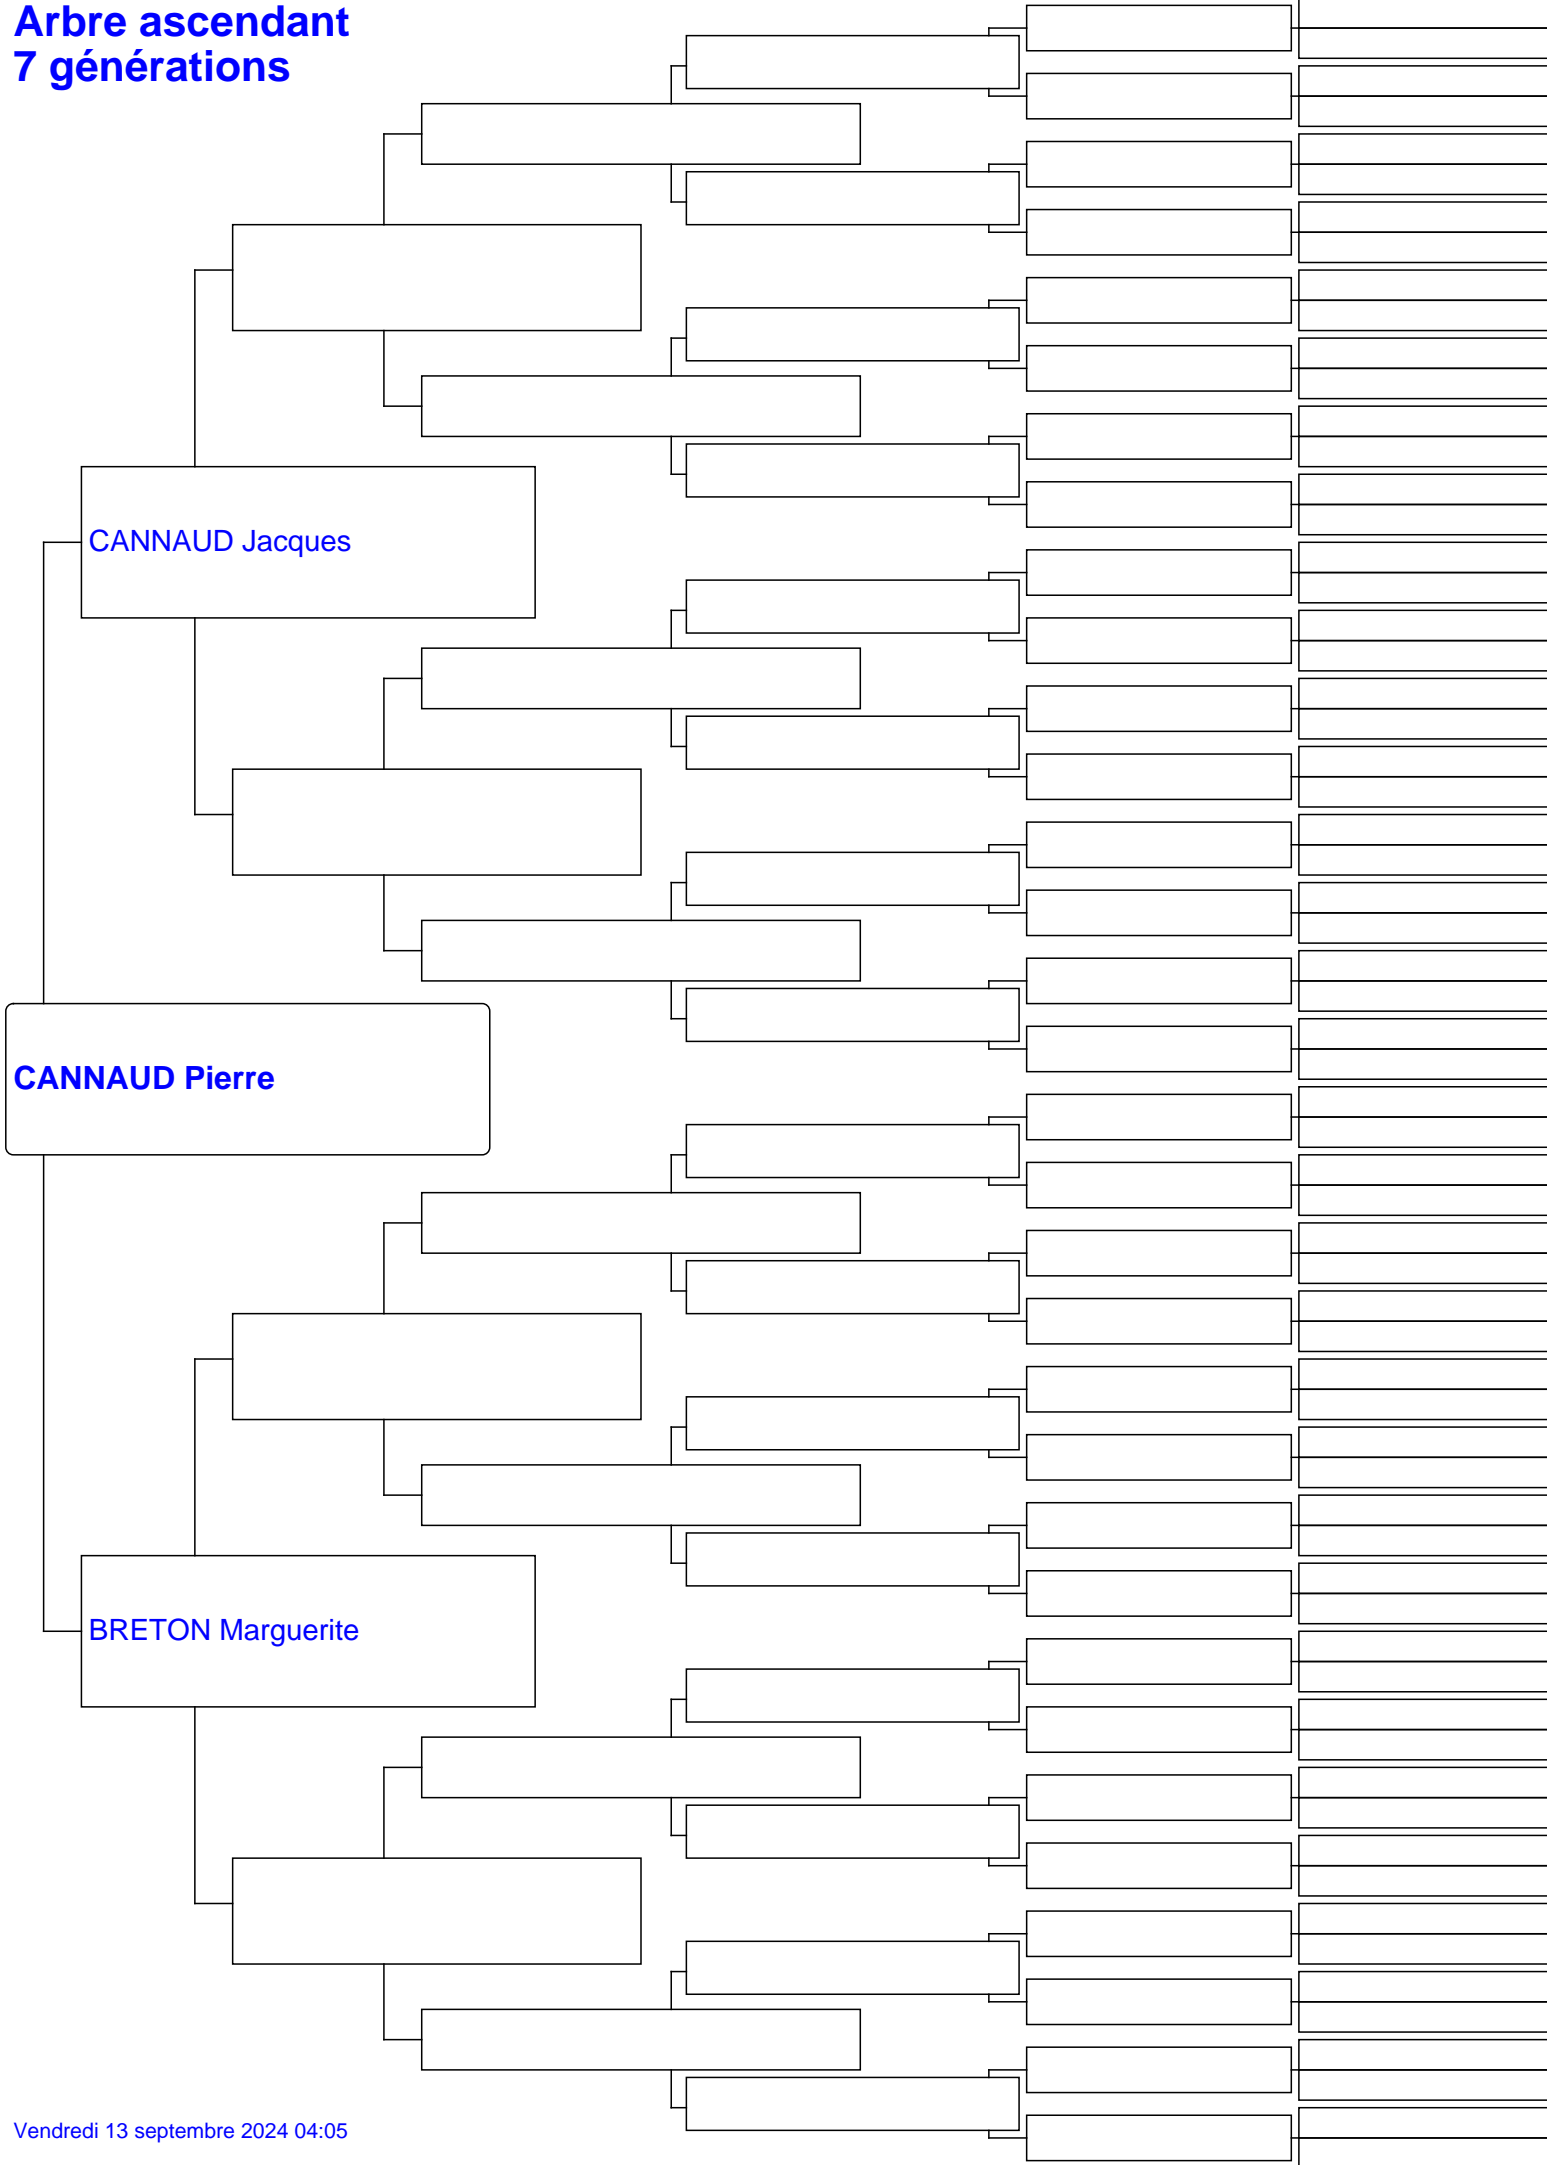 Arbre ascendant
7 générations
CANNAUD Jacques
CANNAUD Pierre
BRETON Marguerite
Vendredi 13 septembre 2024 04:05